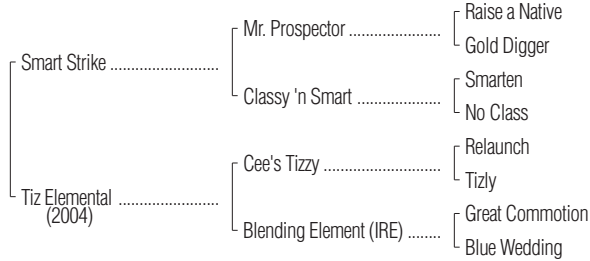 Raise a Native
Mr. Prospector ....................
Gold Digger
Smart Strike ........................
Smarten
Classy 'n Smart ..................
No Class
Relaunch
Cee's Tizzy ..........................
Tizly
Tiz Elemental ......................
(2004)
Great Commotion
Blending Element (IRE) .......
Blue Wedding